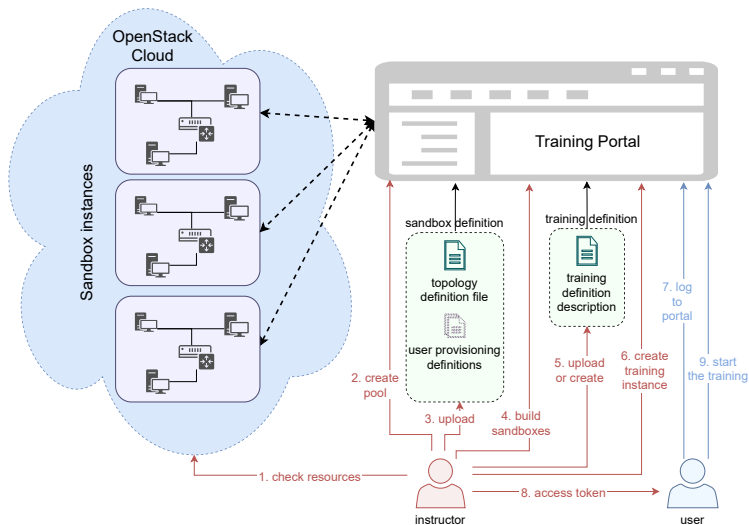 OpenStack
Cloud
Sandbox instances
Training Portal
sandbox definition
topology
definition file
user provisioning
definitions
training definition
training
definition
description
1. check resources
2. create
pool
3. upload
4. build
sandboxes
5. upload
or create
6. create
training
instance
7. log
to
portal
8. access token
9. start
the training
instructor
user